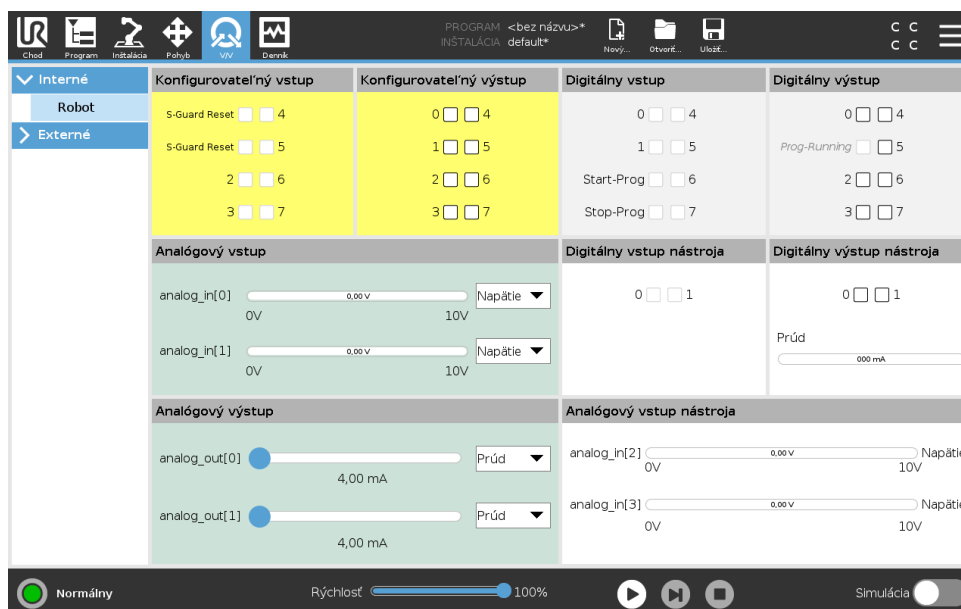 PROGRAM <bez názvu>*
INŠTALÁCIA default*
UR
Chod Program Inštalácia Pohyb V/V Denník Nový... Otvoriť... Uložiť...
C C
C C
Interné
Robot
Externé
Konfigurovateľný vstup
S-Guard Reset 4
S-Guard Reset 5
2 6
3 7
Konfigurovateľný výstup
0 4
1 5
2 6
3 7
Digitálny vstup
0 4
1 5
Start-Prog 6
Stop-Prog 7
Digitálny výstup
0 4
Prog-Running 5
2 6
3 7
Analógový vstup
analog_in[0] 0,00 V Napätie
0V 10V
analog_in[1] 0,00 V Napätie
0V 10V
Digitálny vstup nástroja
0 1
Digitálny výstup nástroja
0 1
Prúd
000 mA
Analógový výstup
analog_out[0] Prúd
4,00 mA
analog_out[1] Prúd
4,00 mA
Analógový vstup nástroja
analog_in[2] 0,00 V Napätie
0V 10V
analog_in[3] 0,00 V Napätie
0V 10V
Normálny Rýchlosť 100% Simulácia